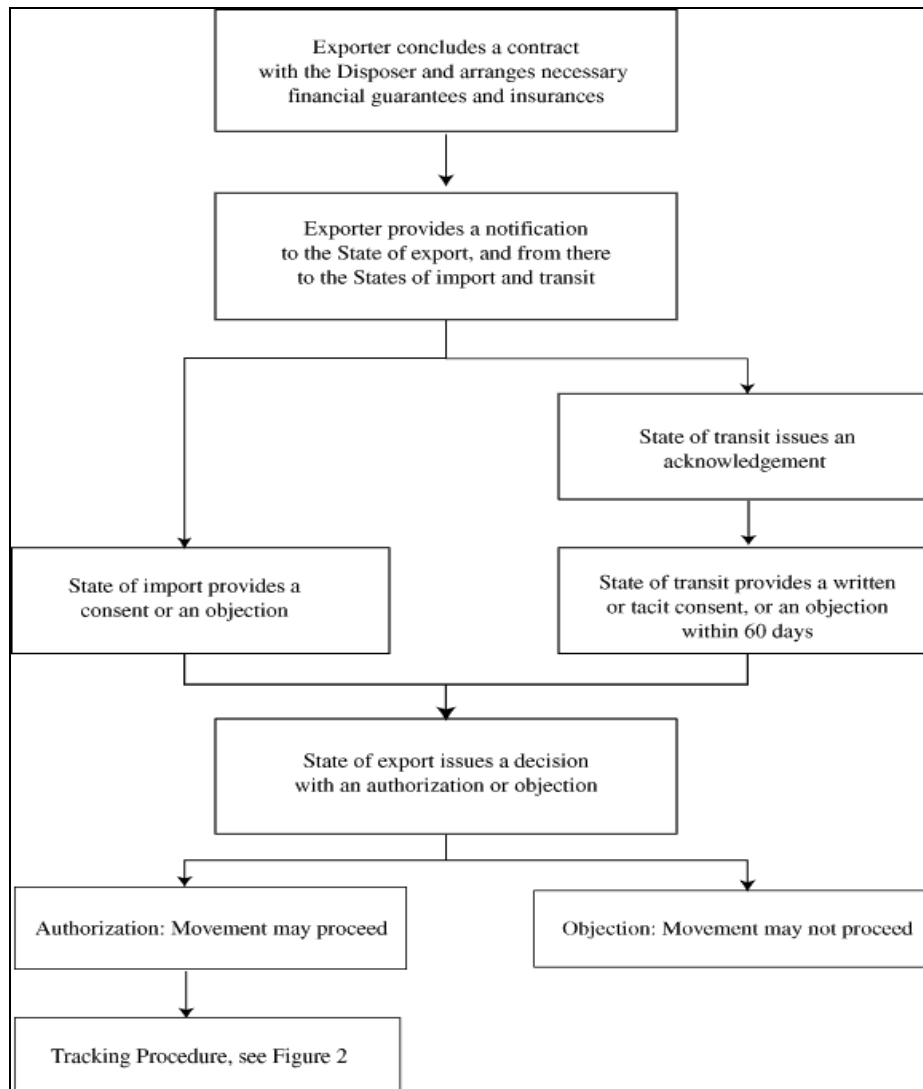 Exporter concludes a contract
with the Disposer and arranges necessary
financial guarantees and insurances
Exporter provides a notification
to the State of export, and from there
to the States of import and transit
State of transit issues an
acknowledgement
State of import provides a
consent or an objection
State of transit provides a written
or tacit consent, or an objection
within 60 days
State of export issues a decision
with an authorization or objection
Authorization: Movement may proceed
Objection: Movement may not proceed
Tracking Procedure, see Figure 2